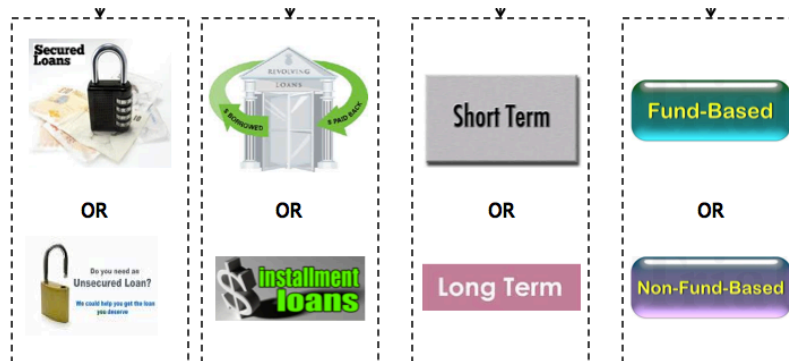 Secured
Loans
REVOLVING
LOANS
$ BORROWED
$ PAID BACK
Short Term
Fund-Based
OR
OR
OR
OR
Do you need an
Unsecured Loan?
We could help you get the loan
you deserve
$
installment
loans
Long Term
Non-Fund-Based